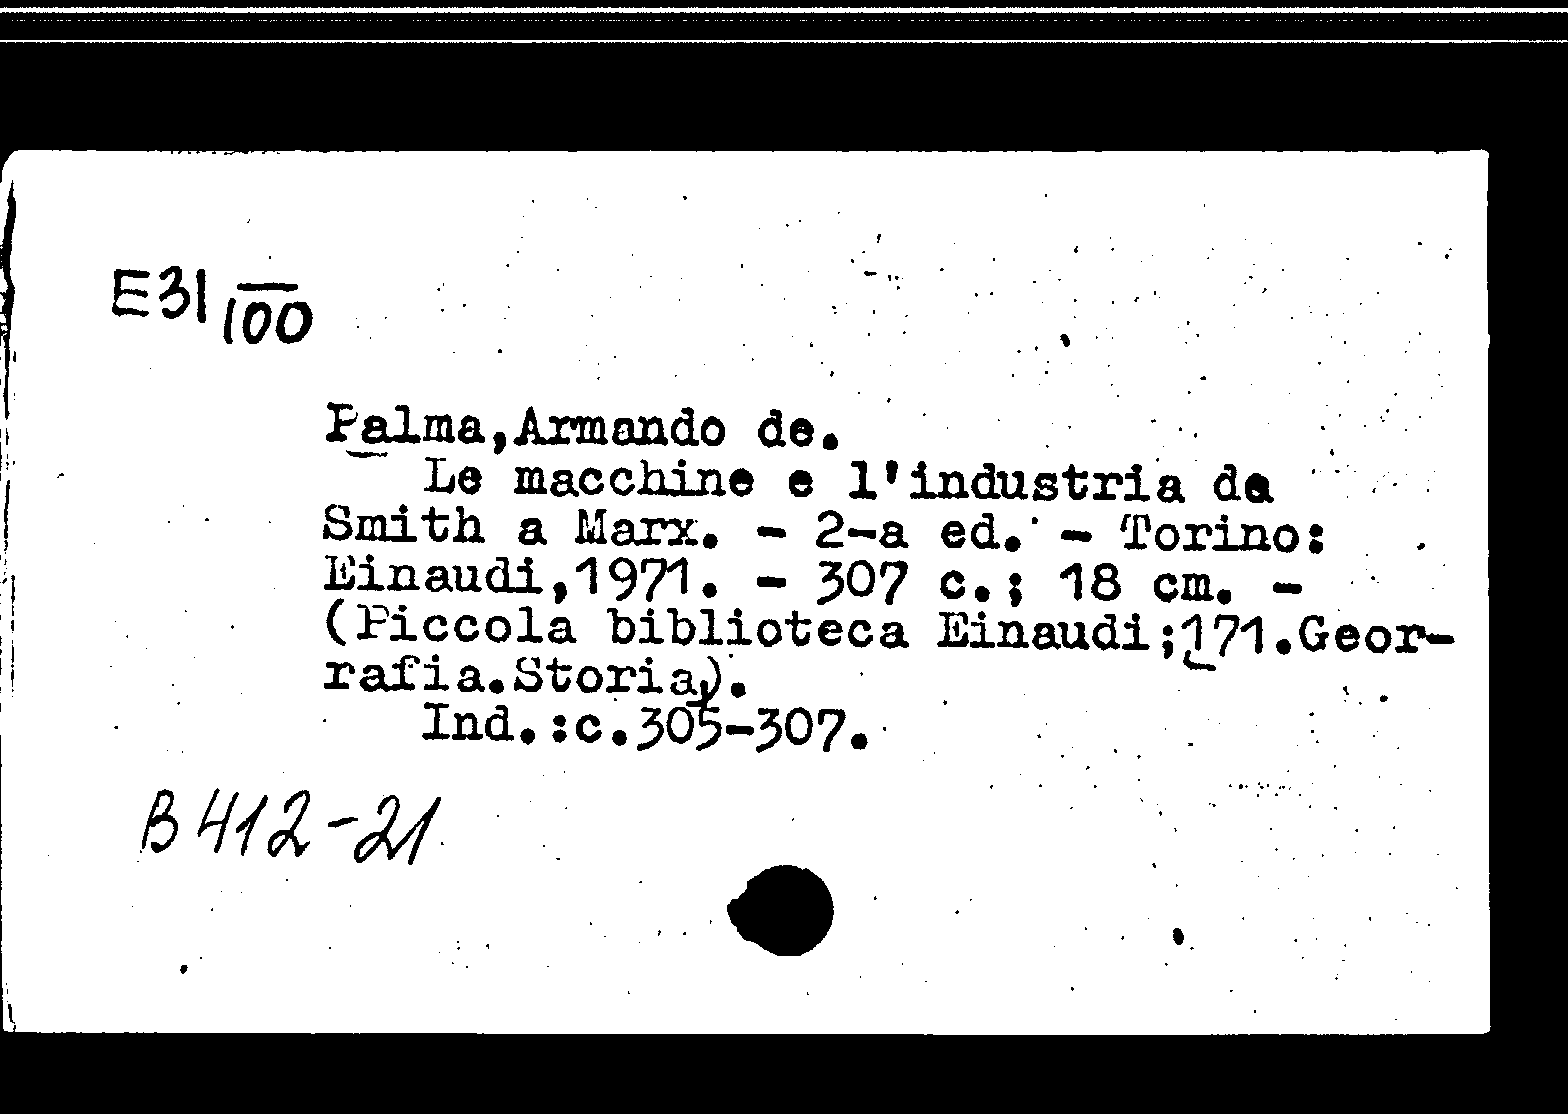 E31
100
Palma,Armando de.
Le macchine e l'industria da
Smith a Marx. - 2-a ed. - Torino:
Einaudi,1971. - 307 c.; 18 cm. -
(Piccola biblioteca Einaudi;171.Geor-
rafia.Storia).
Ind.:c.305-307.
B 412-21